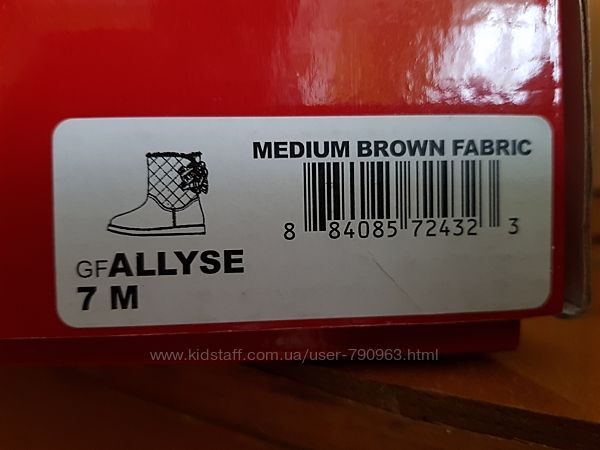 MEDIUM BROWN FABRIC
8 84085 72432 3
GFALLYSE
7 M
www.kidstaff.com.ua/user-790963.html